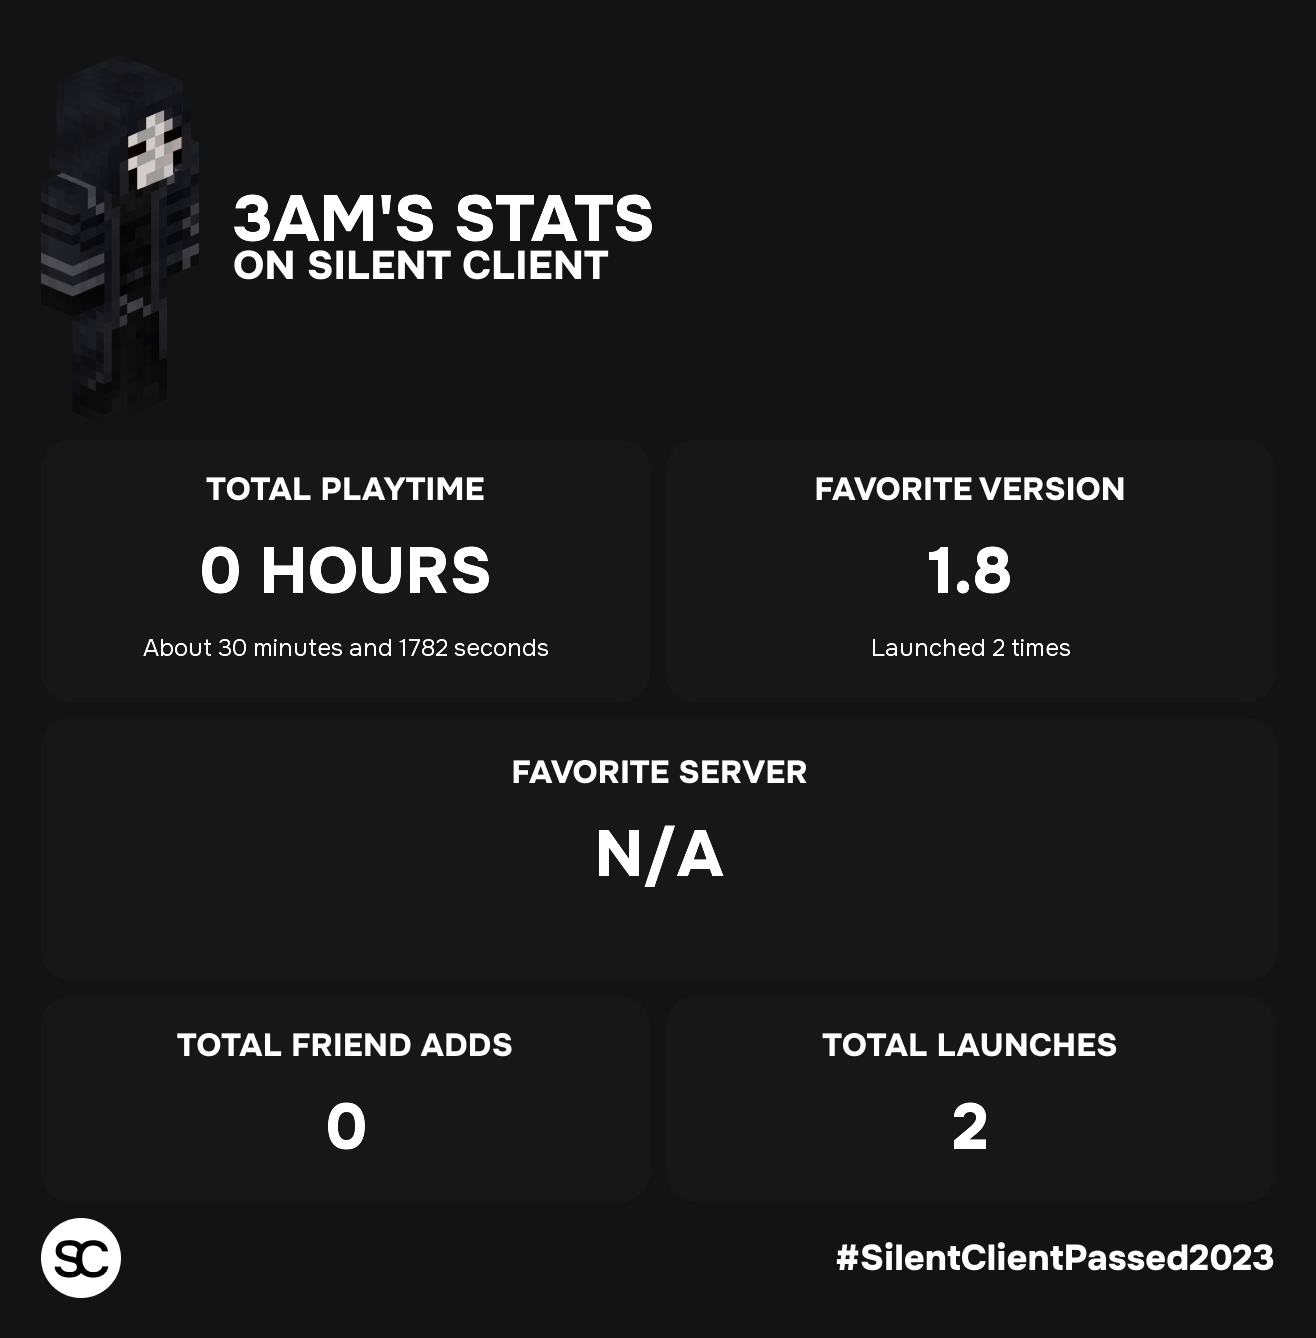 3AM'S STATS
ON SILENT CLIENT
TOTAL PLAYTIME
0 HOURS
About 30 minutes and 1782 seconds
FAVORITE VERSION
1.8
Launched 2 times
FAVORITE SERVER
N/A
TOTAL FRIEND ADDS
0
TOTAL LAUNCHES
2
SC
#SilentClientPassed2023